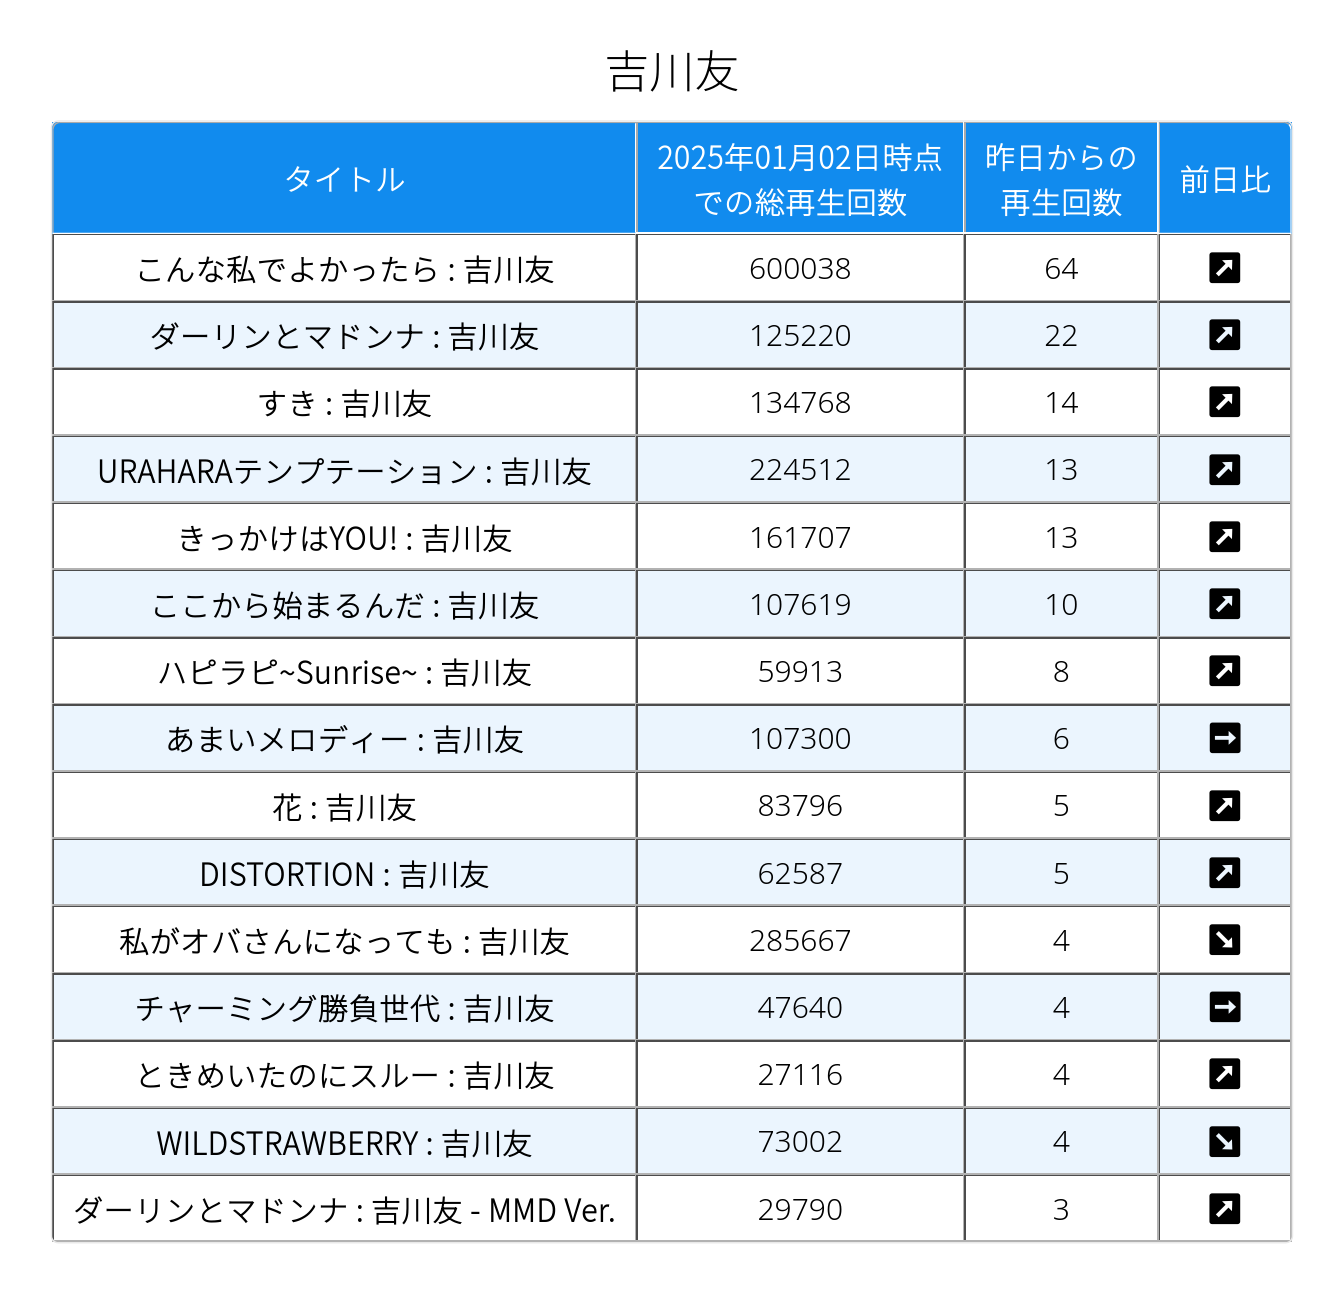 吉川友
タイトル
2025年01月02日時点
での総再生回数
昨日からの
再生回数
前日比
こんな私でよかったら : 吉川友 600038 64 ↗
ダーリンとマドンナ : 吉川友 125220 22 ↗
すき : 吉川友 134768 14 ↗
URAHARAテンプテーション : 吉川友 224512 13 ↗
きっかけはYOU! : 吉川友 161707 13 ↗
ここから始まるんだ : 吉川友 107619 10 ↗
ハピラピ~Sunrise~ : 吉川友 59913 8 ↗
あまいメロディー : 吉川友 107300 6 →
花 : 吉川友 83796 5 ↗
DISTORTION : 吉川友 62587 5 ↗
私がオバさんになっても : 吉川友 285667 4 ↘
チャーミング勝負世代 : 吉川友 47640 4 →
ときめいたのにスルー : 吉川友 27116 4 ↗
WILDSTRAWBERRY : 吉川友 73002 4 ↘
ダーリンとマドンナ : 吉川友 - MMD Ver. 29790 3 ↗